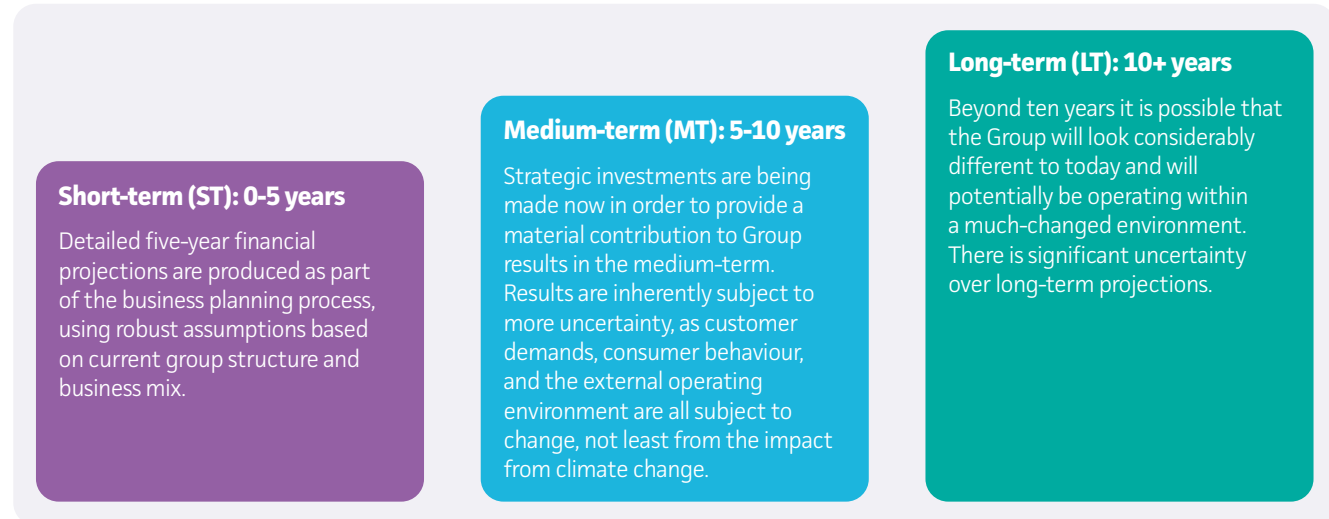 Short-term (ST): 0-5 years
Detailed five-year financial
projections are produced as part
of the business planning process,
using robust assumptions based
on current group structure and
business mix.
Medium-term (MT): 5-10 years
Strategic investments are being
made now in order to provide a
material contribution to Group
results in the medium-term.
Results are inherently subject to
more uncertainty, as customer
demands, consumer behaviour,
and the external operating
environment are all subject to
change, not least from the impact
from climate change.
Long-term (LT): 10+ years
Beyond ten years it is possible that
the Group will look considerably
different to today and will
potentially be operating within
a much-changed environment.
There is significant uncertainty
over long-term projections.